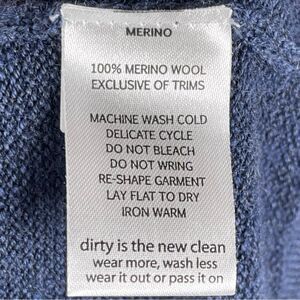 MERINO
100% MERINO WOOL
EXCLUSIVE OF TRIMS
MACHINE WASH COLD
DELICATE CYCLE
DO NOT BLEACH
DO NOT WRING
RE-SHAPE GARMENT
LAY FLAT TO DRY
IRON WARM
dirty is the new clean
wear more, wash less
wear it out or pass it on